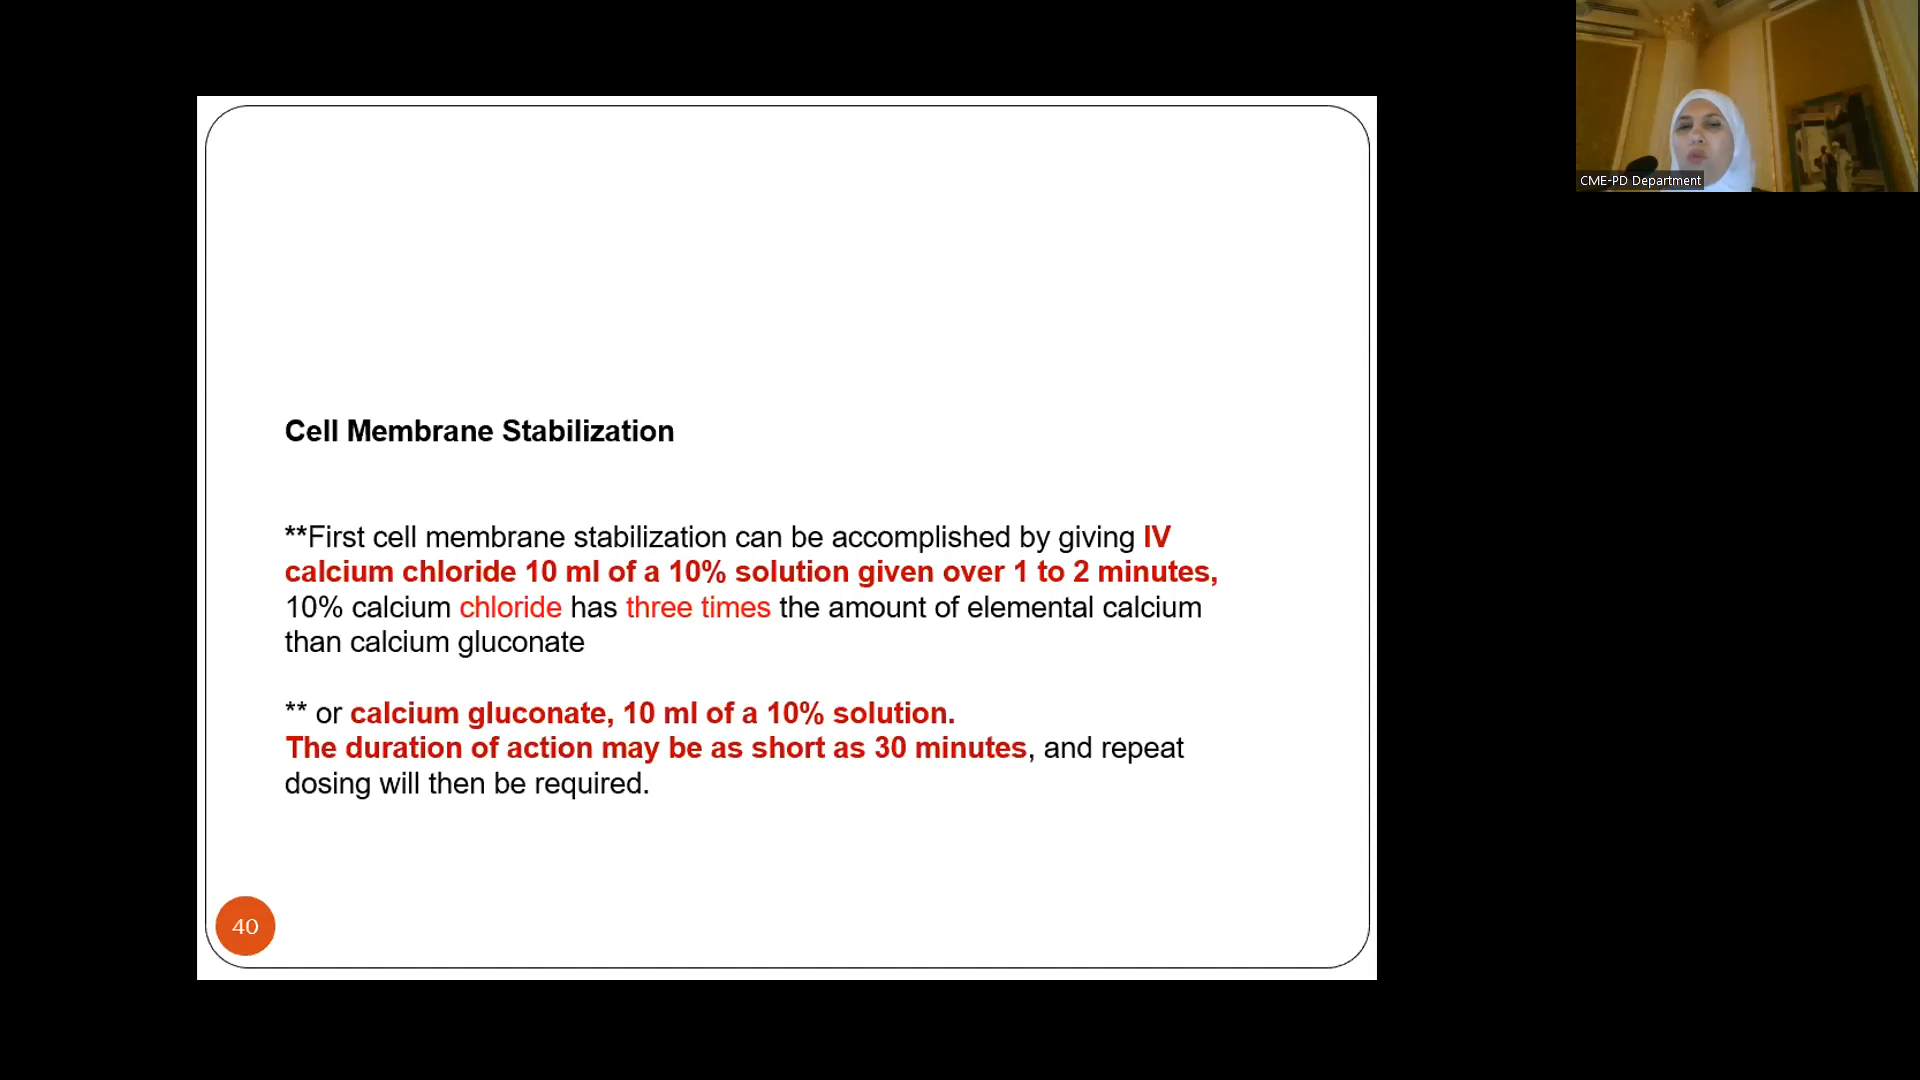 CME-PD Department
Cell Membrane Stabilization
**First cell membrane stabilization can be accomplished by giving IV
calcium chloride 10 ml of a 10% solution given over 1 to 2 minutes,
10% calcium chloride has three times the amount of elemental calcium
than calcium gluconate
** or calcium gluconate, 10 ml of a 10% solution.
The duration of action may be as short as 30 minutes, and repeat
dosing will then be required.
40